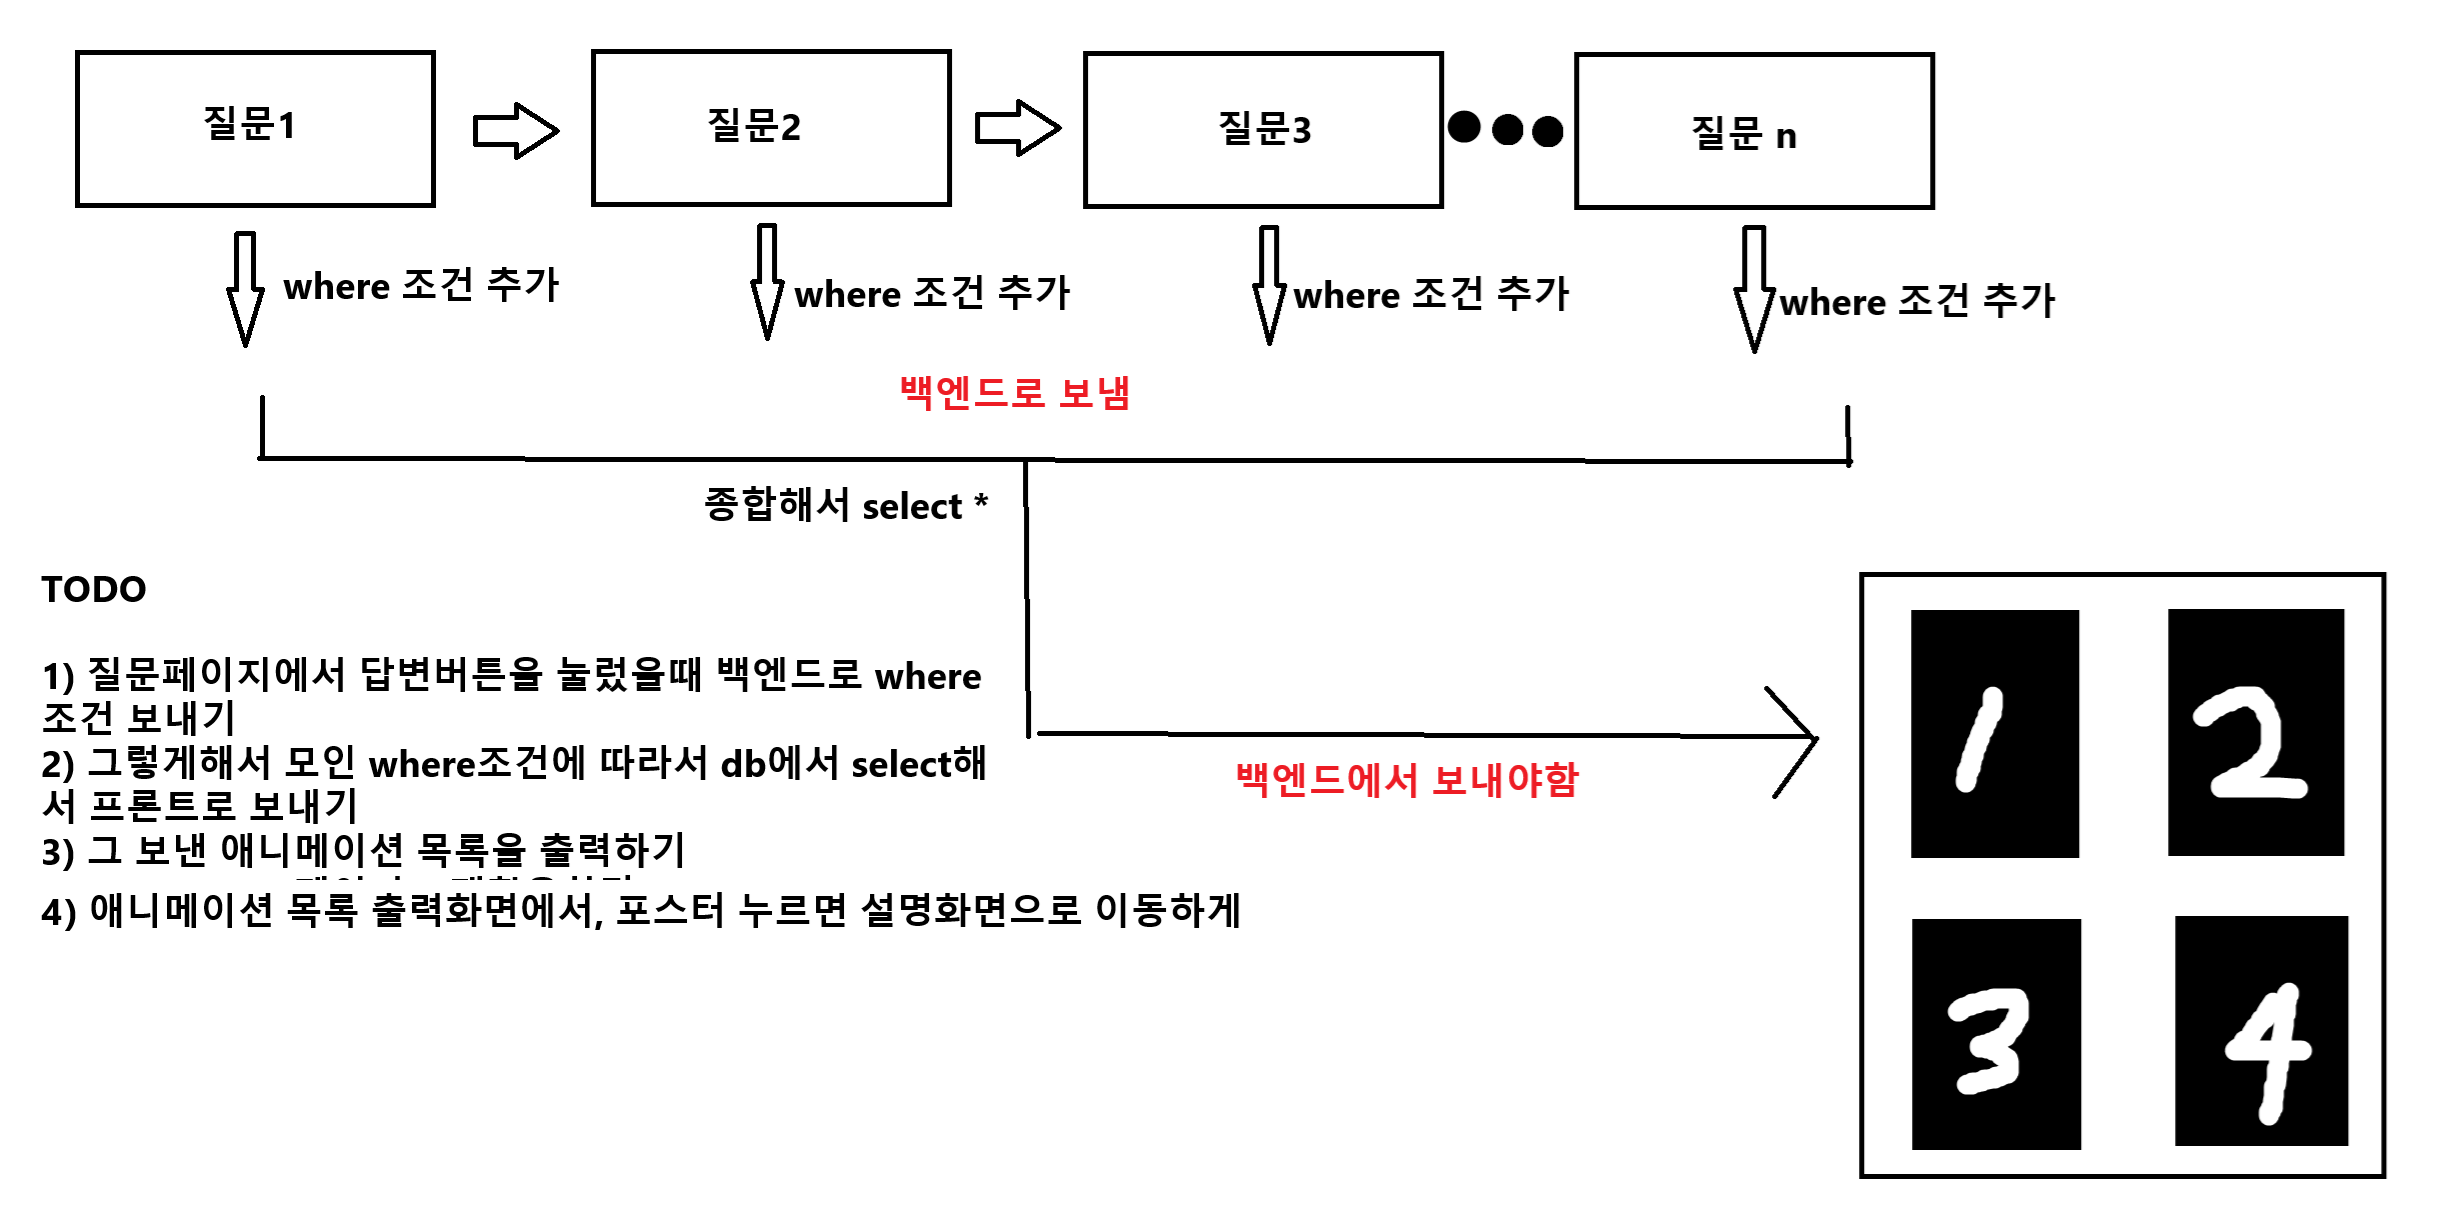 질문1
질문2
질문3
질문 n
where 조건 추가
where 조건 추가
where 조건 추가
where 조건 추가
백엔드로 보냄
종합해서 select *
TODO
1) 질문페이지에서 답변버튼을 눌렀을때 백엔드로 where
조건 보내기
2) 그렇게해서 모인 where조건에 따라서 db에서 select해
서 프론트로 보내기
3) 그 보낸 애니메이션 목록을 출력하기
4) 애니메이션 목록 출력화면에서, 포스터 누르면 설명화면으로 이동하게
백엔드에서 보내야함
1
2
3
4